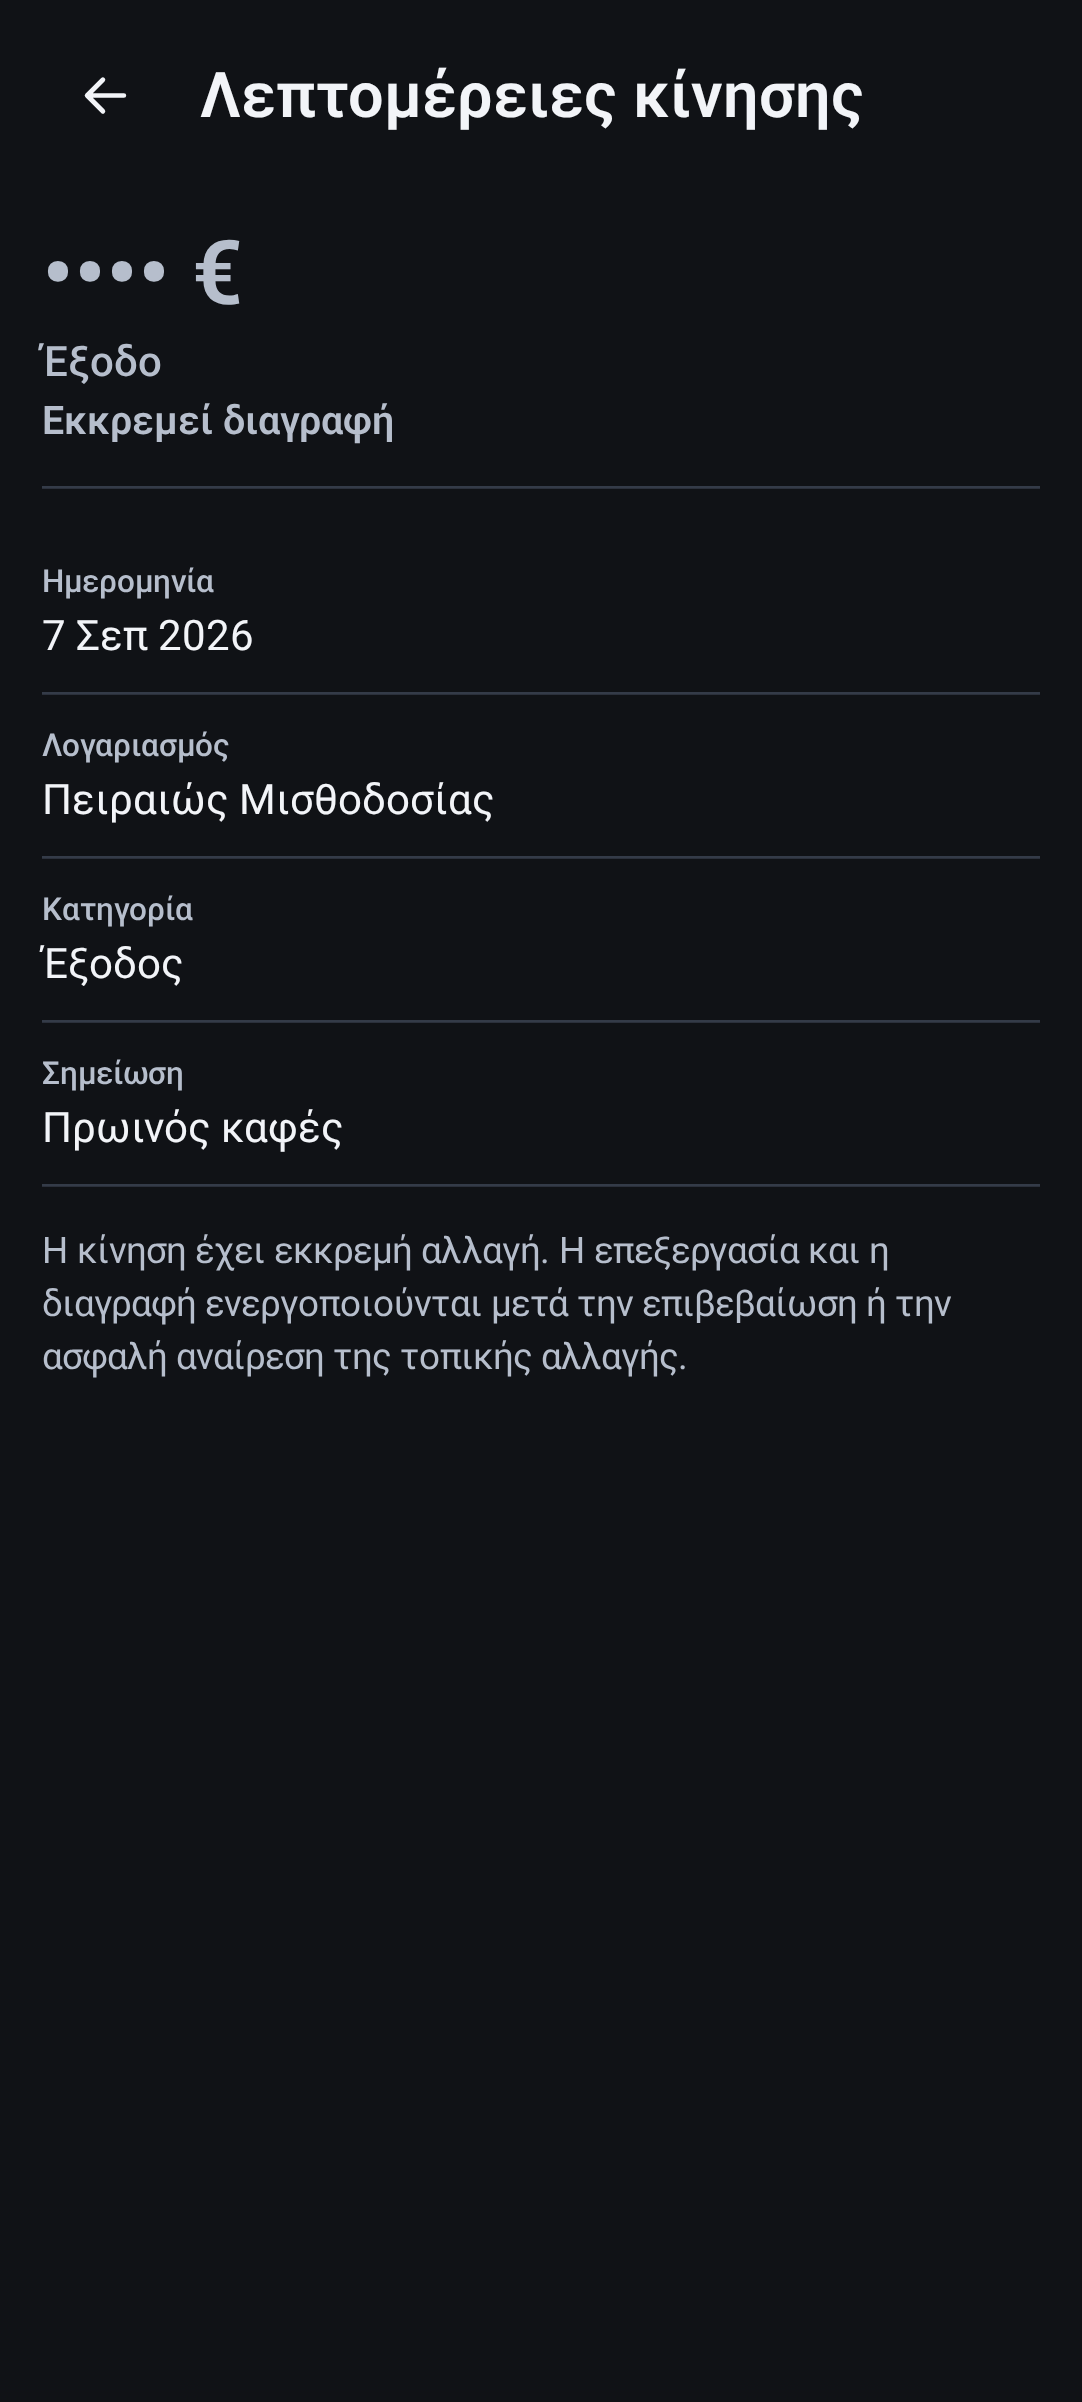 Λεπτομέρειες κίνησης
•••• €
Έξοδο
Εκκρεμεί διαγραφή
Ημερομηνία
7 Σεπ 2026
Λογαριασμός
Πειραιώς Μισθοδοσίας
Κατηγορία
Έξοδος
Σημείωση
Πρωινός καφές
Η κίνηση έχει εκκρεμή αλλαγή. Η επεξεργασία και η
διαγραφή ενεργοποιούνται μετά την επιβεβαίωση ή την
ασφαλή αναίρεση της τοπικής αλλαγής.